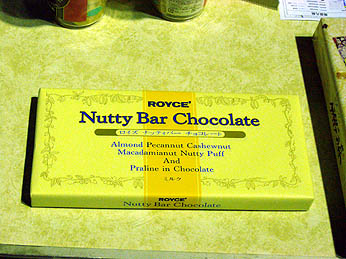 ROYCE'
Nutty Bar Chocolate
ロイズ ナッティバー チョコレート
Almond Pecannut Cashewnut
Macadamianut Nutty Puff
And
Praline in Chocolate
ミルク
ROYCE'
Nutty Bar Chocolate